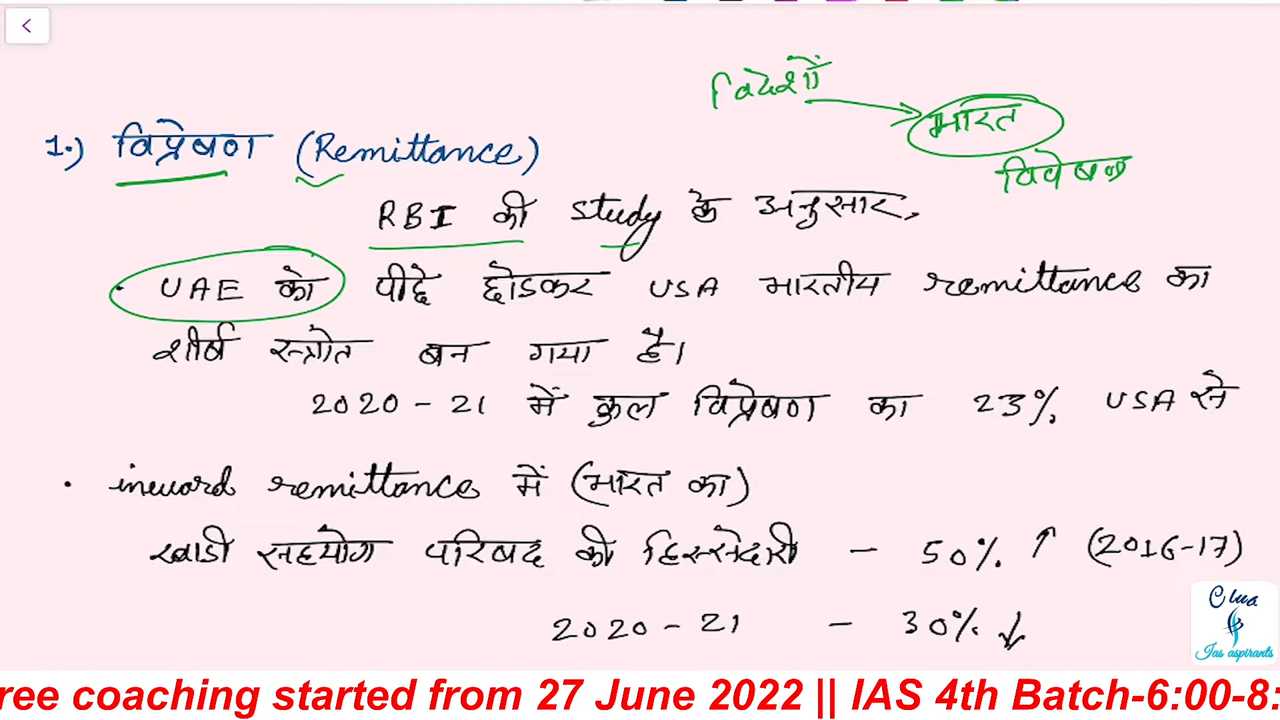 विदेशों
भारत
1.) विप्रेषण (Remittance)
विप्रेषण
RBI की study के अनुसार,
UAE को पीछे छोडकर USA भारतीय remittance का
शीर्ष स्त्रोत बन गया है।
2020-21 में कुल विप्रेषण का 23% USA से
• inward remittance में (भारत का)
खाडी सहयोग परिषद की हिस्सेदारी - 50% ↑ (2016-17)
2020-21 - 30% ↓
Clue
Ias aspirants
ree coaching started from 27 June 2022 || IAS 4th Batch-6:00-8: